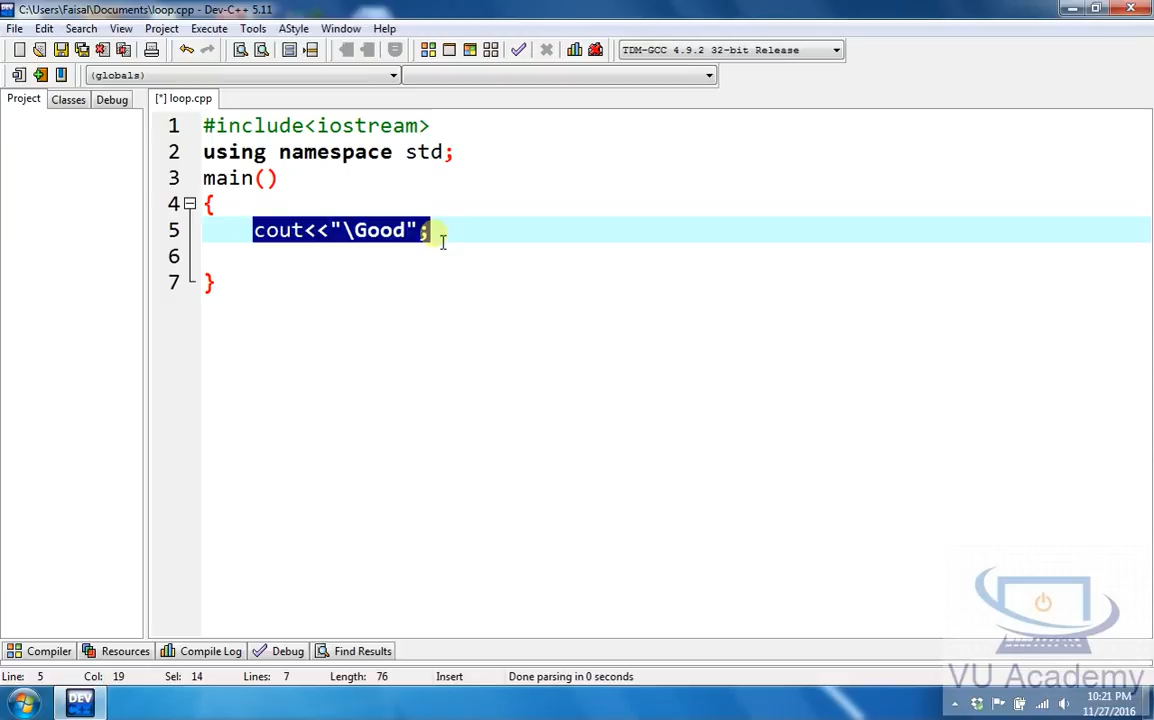 C:\Users\Faisal\Documents\loop.cpp - Dev-C++ 5.11
File Edit Search View Project Execute Tools AStyle Window Help
TDM-GCC 4.9.2 32-bit Release
(globals)
Project Classes Debug [*] loop.cpp
1 #include<iostream>
2 using namespace std;
3 main()
4 {
5 cout<<"\Good";
6
7 }
Compiler Resources Compile Log Debug Find Results
Line: 5 Col: 19 Sel: 14 Lines: 7 Length: 76 Insert Done parsing in 0 seconds
VU Academy
DEV
10:21 PM
11/27/2016